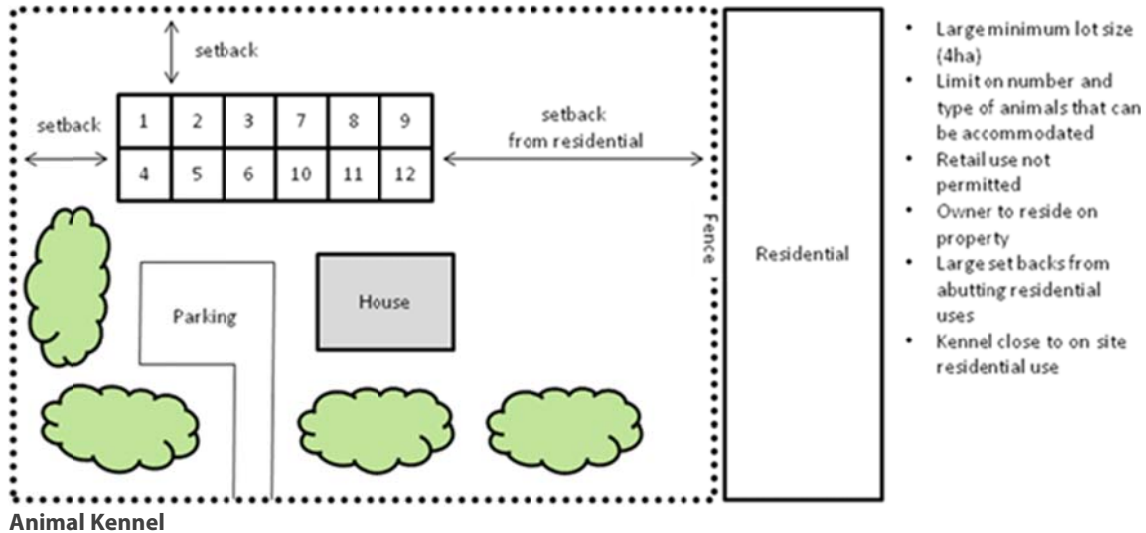 setback
setback
setback
from residential
1 2 3 7 8 9
4 5 6 10 11 12
Fence
Residential
Parking
House
• Large minimum lot size
(4ha)
• Limit on number and
type of animals that can
be accommodated
• Retail use not
permitted
• Owner to reside on
property
• Large set backs from
abutting residential
uses
• Kennel close to on site
residential use
Animal Kennel